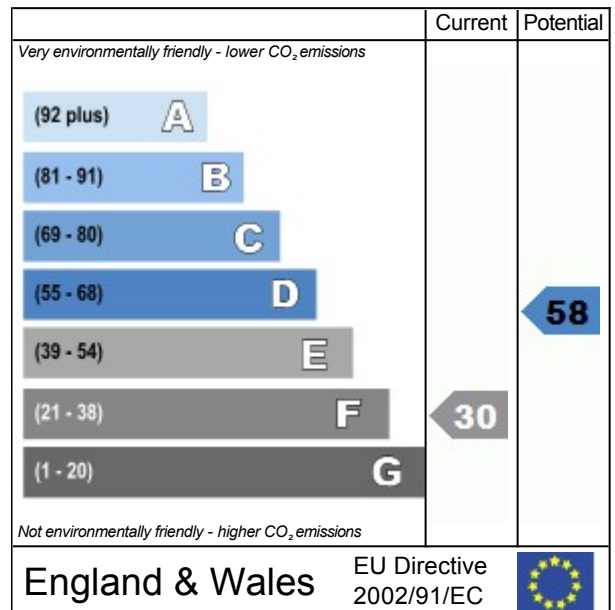 Current Potential
Very environmentally friendly - lower CO₂ emissions
(92 plus) A
(81 - 91) B
(69 - 80) C
(55 - 68) D
58
(39 - 54) E
(21 - 38) F
30
(1 - 20) G
Not environmentally friendly - higher CO₂ emissions
England & Wales
EU Directive
2002/91/EC